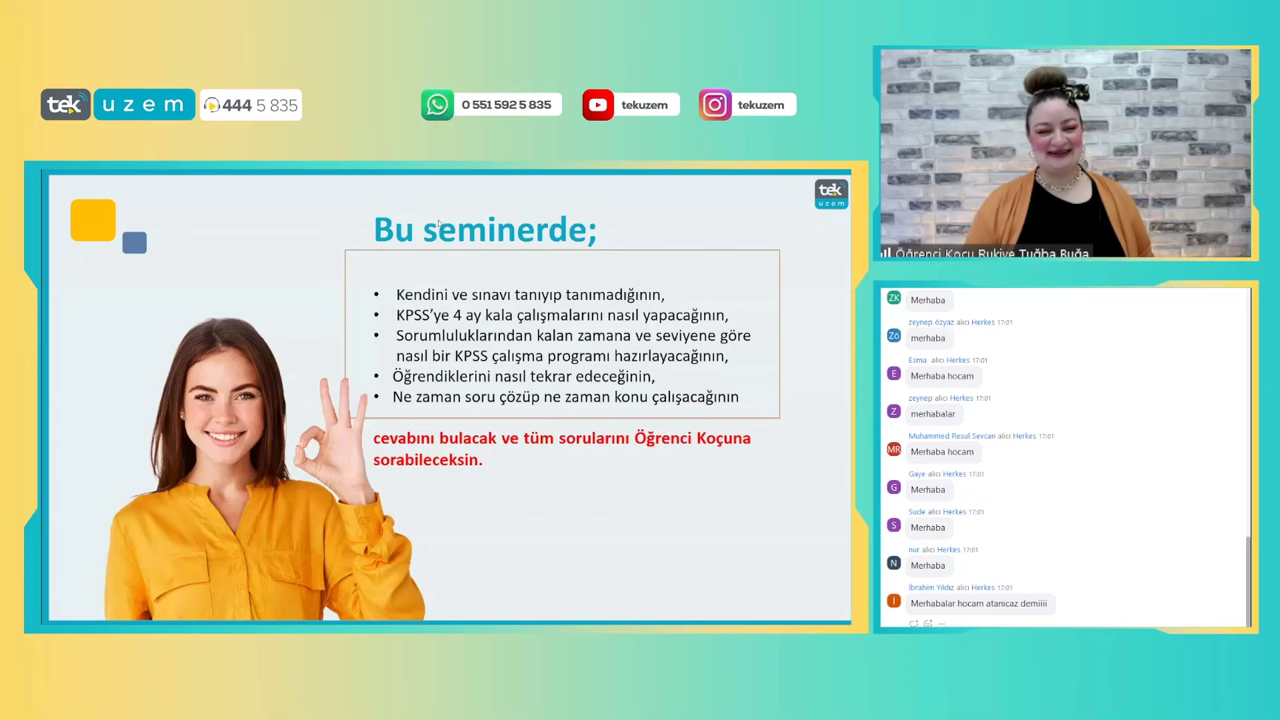 tek uzem 444 5 835
0 551 592 5 835
tekuzem
tekuzem
tek
uzem
Bu seminerde;
• Kendini ve sınavı tanıyıp tanımadığının,
• KPSS'ye 4 ay kala çalışmalarını nasıl yapacağının,
• Sorumluluklarından kalan zamana ve seviyene göre
nasıl bir KPSS çalışma programı hazırlayacağının,
• Öğrendiklerini nasıl tekrar edeceğinin,
• Ne zaman soru çözüp ne zaman konu çalışacağının
cevabını bulacak ve tüm sorularını Öğrenci Koçuna
sorabileceksin.
Öğrenci Koçu Rukiye Tuğba Buğa
ZK
Merhaba
zeynep özyaz alıcı Herkes 17:01
ZÖ
merhaba
Esma alıcı Herkes 17:01
E
Merhaba hocam
zeynep alıcı Herkes 17:01
Z
merhabalar
Muhammed Resul Sevcan alıcı Herkes 17:01
MR
Merhaba hocam
Gaye alıcı Herkes 17:01
G
Merhaba
Sude alıcı Herkes 17:01
S
Merhaba
nur alıcı Herkes 17:01
N
Merhaba
İbrahim Yıldız alıcı Herkes 17:01
I
Merhabalar hocam atanıcaz demiiii